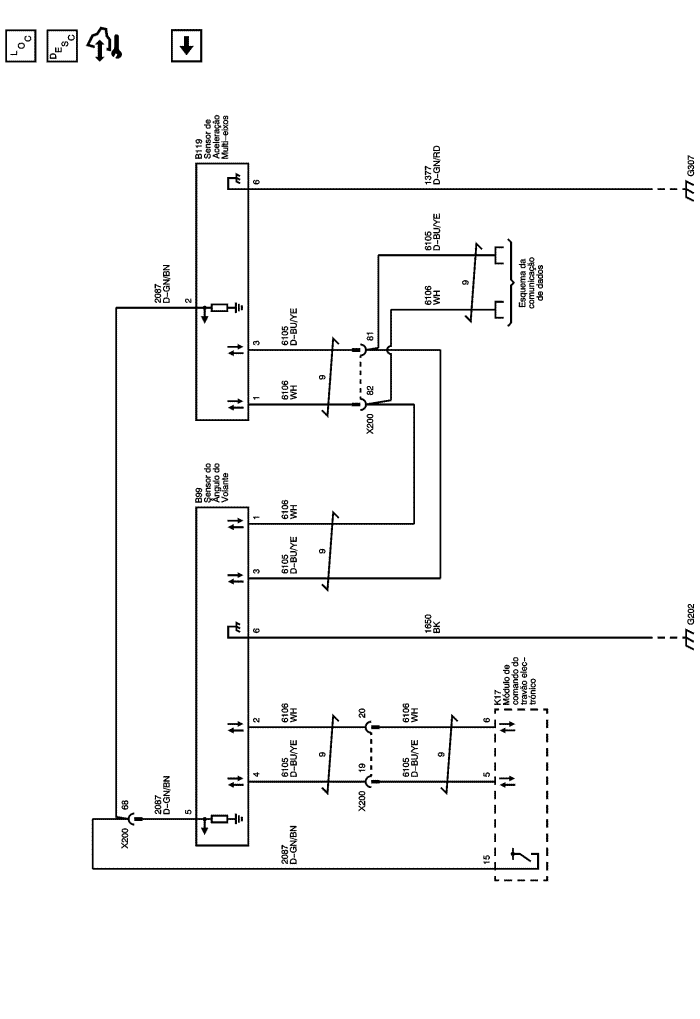 LOC
DESC
B119
Sensor de
Aceleração
Multi-eixos
6
1377
D-GN/RD
G307
2087
D-GN/BN
2
3
6105
D-BU/YE
1
6106
WH
9
81
82
X200
6105
D-BU/YE
6106
WH
9
Esquema da
comunicação
de dados
B99
Sensor do
Ângulo do
Volante
1
6106
WH
3
6105
D-BU/YE
9
6
1650
BK
G202
2
6106
WH
4
6105
D-BU/YE
9
20
19
X200
6106
WH
6105
D-BU/YE
9
6
5
K17
Módulo de
comando do
travão elec-
trónico
68
X200
2087
D-GN/BN
5
2087
D-GN/BN
15